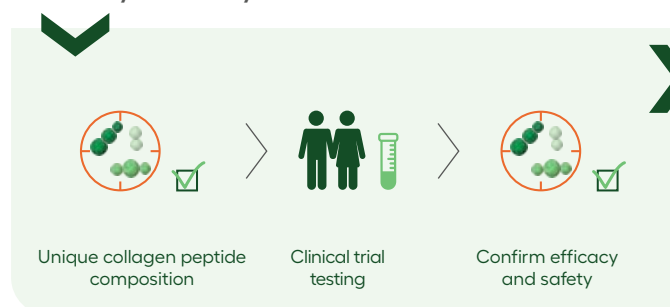 Unique collagen peptide
composition
Clinical trial
testing
Confirm efficacy
and safety